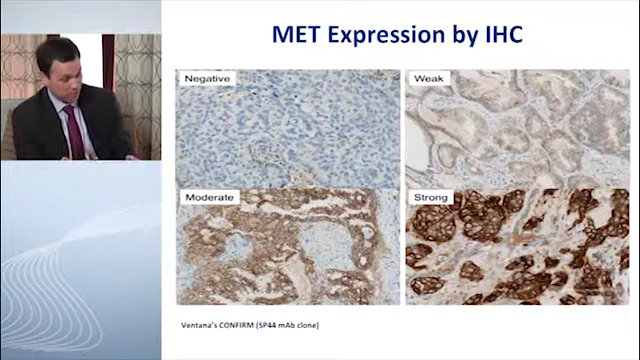 MET Expression by IHC
Negative
Weak
Moderate
Strong
Ventana's CONFIRM (SP44 mAb clone)